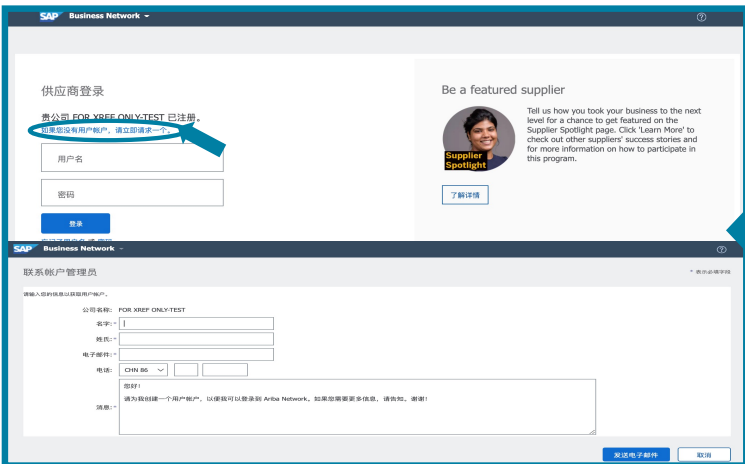 SAP Business Network
供应商登录
贵公司 FOR XREF ONLY-TEST 已注册。
如果您没有用户帐户，请立即请求一个。
用户名
密码
登录
Be a featured supplier
Tell us how you took your business to the next
level for a chance to get featured on the
Supplier Spotlight page. Click 'Learn More' to
check out other suppliers' success stories and
for more information on how to participate in
this program.
Supplier
Spotlight
了解详情
SAP Business Network
联系帐户管理员
* 表示必填字段
请输入您的信息以获取用户帐户。
公司名称: FOR XREF ONLY-TEST
名字:*
姓氏:*
电子邮件:*
电话: CHN 86
消息:*
您好！
请为我创建一个用户帐户，以便我可以登录到 Ariba Network。如果您需要更多信息，请告知。谢谢！
发送电子邮件
取消